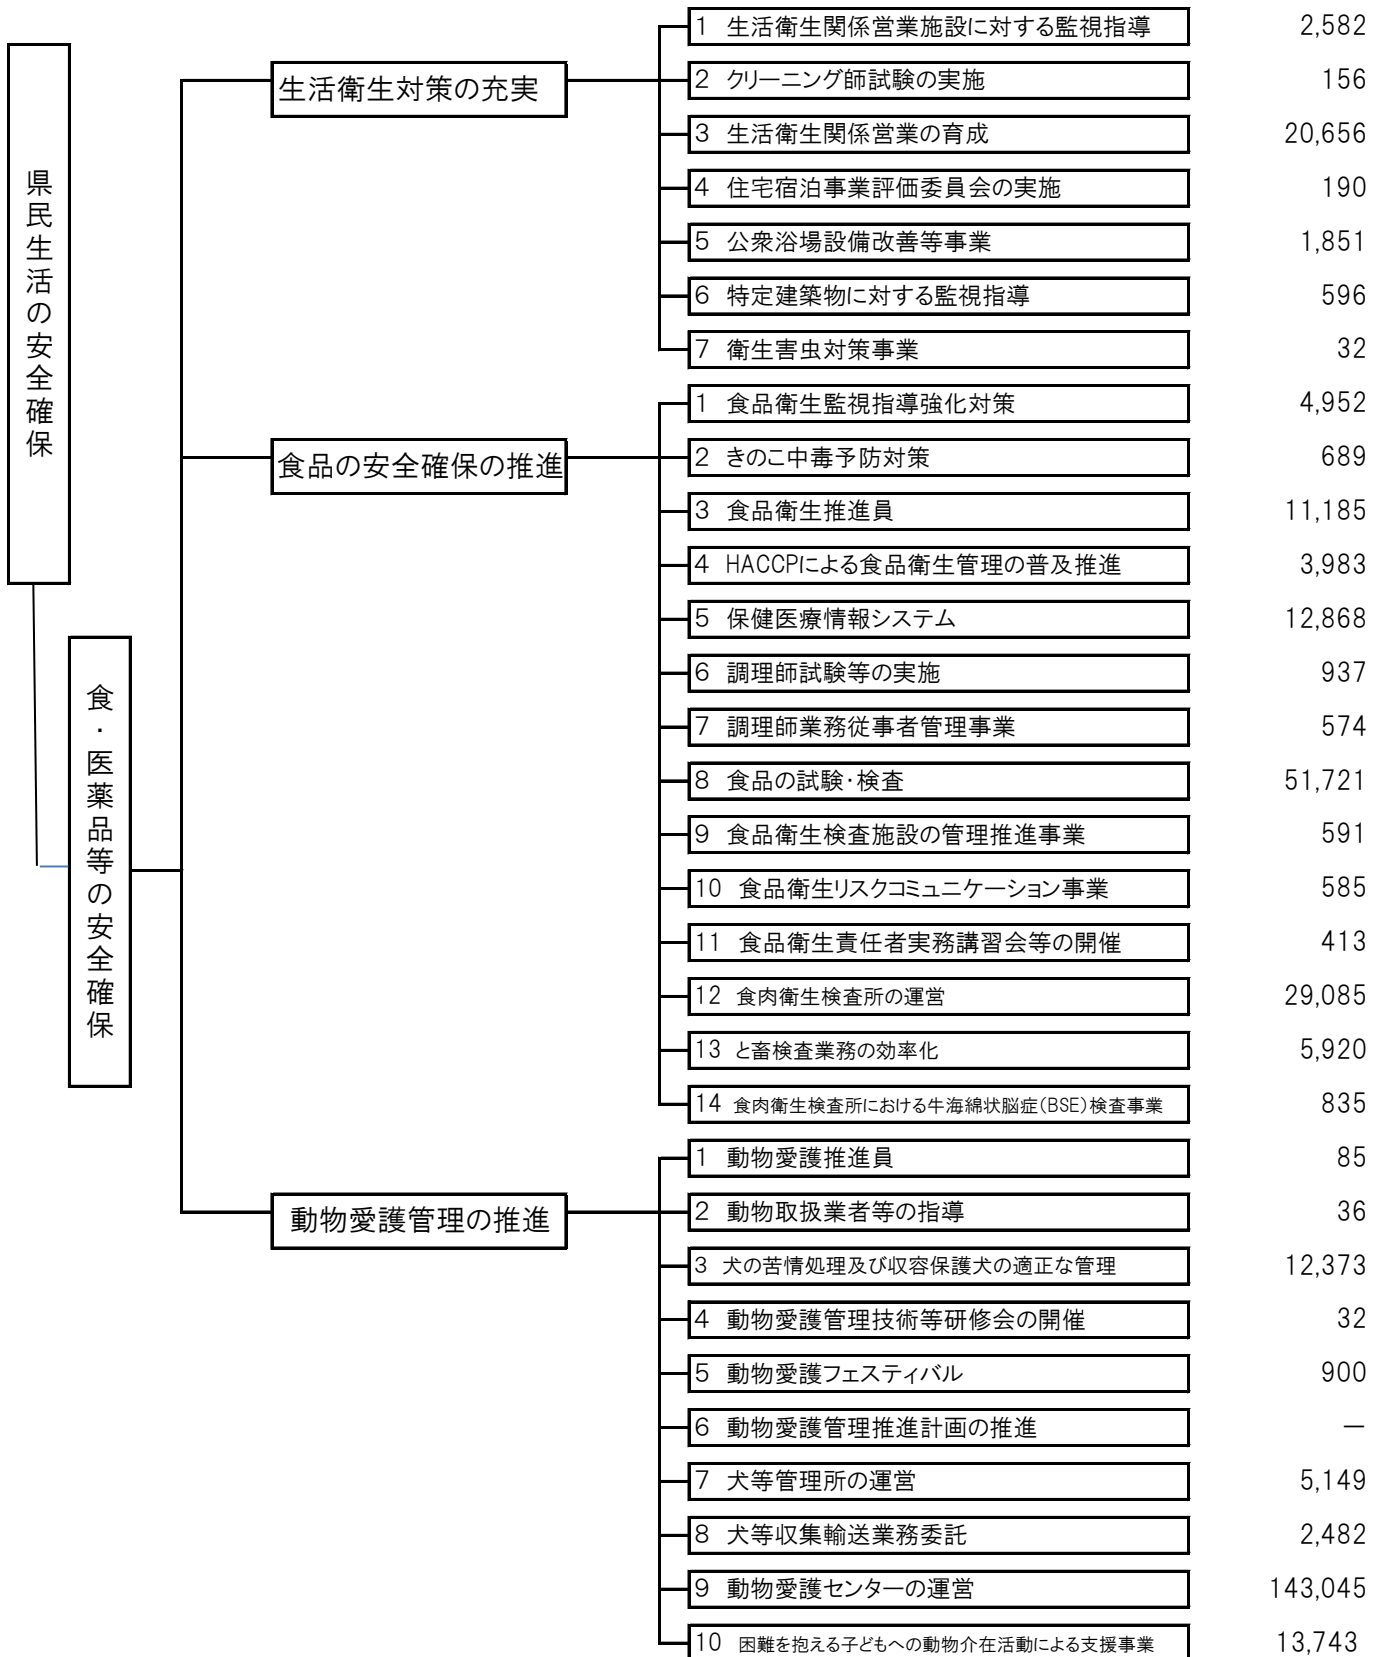 県民生活の安全確保
食・医薬品等の安全確保
生活衛生対策の充実
1 生活衛生関係営業施設に対する監視指導 2,582
2 クリーニング師試験の実施 156
3 生活衛生関係営業の育成 20,656
4 住宅宿泊事業評価委員会の実施 190
5 公衆浴場設備改善等事業 1,851
6 特定建築物に対する監視指導 596
7 衛生害虫対策事業 32
食品の安全確保の推進
1 食品衛生監視指導強化対策 4,952
2 きのこ中毒予防対策 689
3 食品衛生推進員 11,185
4 HACCPによる食品衛生管理の普及推進 3,983
5 保健医療情報システム 12,868
6 調理師試験等の実施 937
7 調理師業務従事者管理事業 574
8 食品の試験・検査 51,721
9 食品衛生検査施設の管理推進事業 591
10 食品衛生リスクコミュニケーション事業 585
11 食品衛生責任者実務講習会等の開催 413
12 食肉衛生検査所の運営 29,085
13 と畜検査業務の効率化 5,920
14 食肉衛生検査所における牛海綿状脳症(BSE)検査事業 835
動物愛護管理の推進
1 動物愛護推進員 85
2 動物取扱業者等の指導 36
3 犬の苦情処理及び収容保護犬の適正な管理 12,373
4 動物愛護管理技術等研修会の開催 32
5 動物愛護フェスティバル 900
6 動物愛護管理推進計画の推進 －
7 犬等管理所の運営 5,149
8 犬等収集輸送業務委託 2,482
9 動物愛護センターの運営 143,045
10 困難を抱える子どもへの動物介在活動による支援事業 13,743